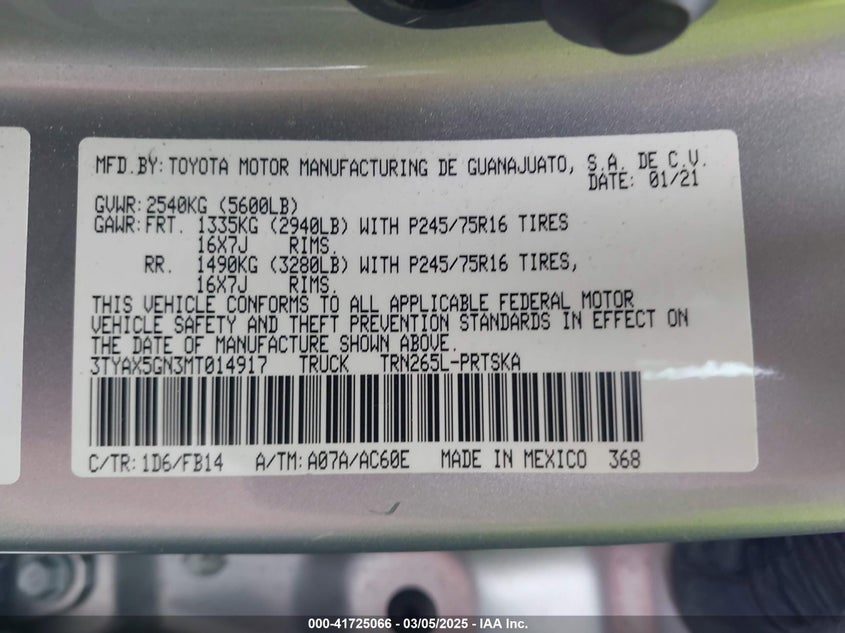 MFD.BY: TOYOTA MOTOR MANUFACTURING DE GUANAJUATO, S.A. DE C.V.
DATE: 01/21
GVWR: 2540KG (5600LB)
GAWR: FRT. 1335KG (2940LB) WITH P245/75R16 TIRES
16X7J RIMS.
RR. 1490KG (3280LB) WITH P245/75R16 TIRES,
16X7J RIMS.
THIS VEHICLE CONFORMS TO ALL APPLICABLE FEDERAL MOTOR
VEHICLE SAFETY AND THEFT PREVENTION STANDARDS IN EFFECT ON
THE DATE OF MANUFACTURE SHOWN ABOVE.
3TYAX5GN3MT014917 TRUCK TRN265L-PRTSKA
C/TR: 1D6/FB14 A/TM: A07A/AC60E MADE IN MEXICO 368
000-41725066 - 03/05/2025 - IAA Inc.